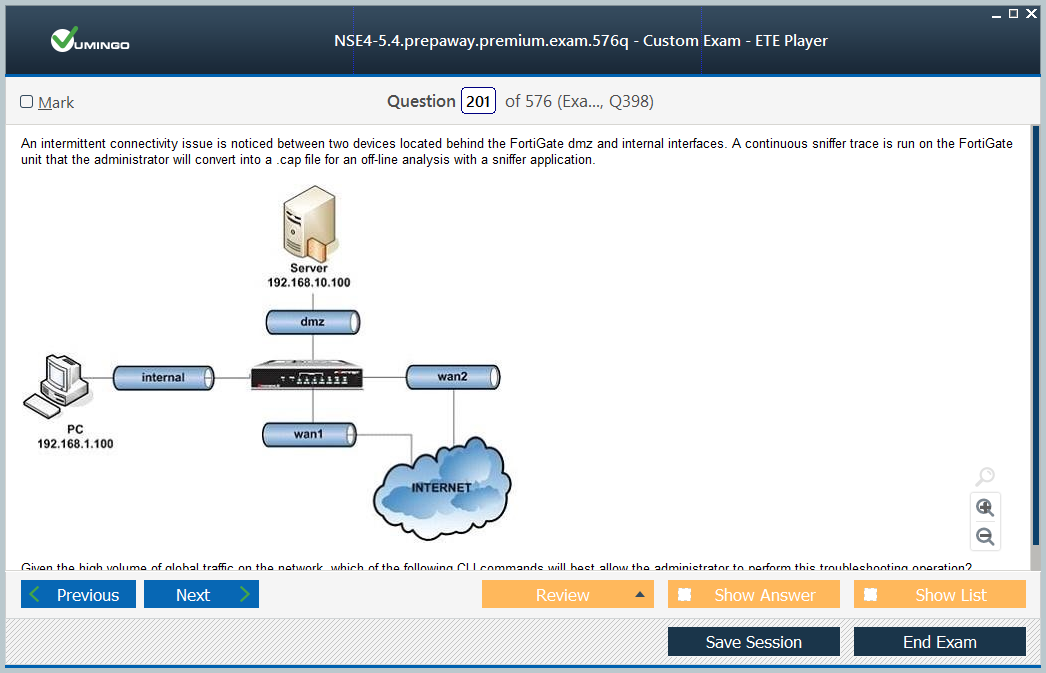 VUMINGO
NSE4-5.4.prepaway.premium.exam.576q - Custom Exam - ETE Player
Mark
Question 201 of 576 (Exa..., Q398)
An intermittent connectivity issue is noticed between two devices located behind the FortiGate dmz and internal interfaces. A continuous sniffer trace is run on the FortiGate
unit that the administrator will convert into a .cap file for an off-line analysis with a sniffer application.
Server
192.168.10.100
dmz
internal
wan2
PC
192.168.1.100
wan1
INTERNET
Given the high volume of global traffic on the network, which of the following CLI commands will best allow the administrator to perform this troubleshooting operation?
Previous
Next
Review
Show Answer
Show List
Save Session
End Exam